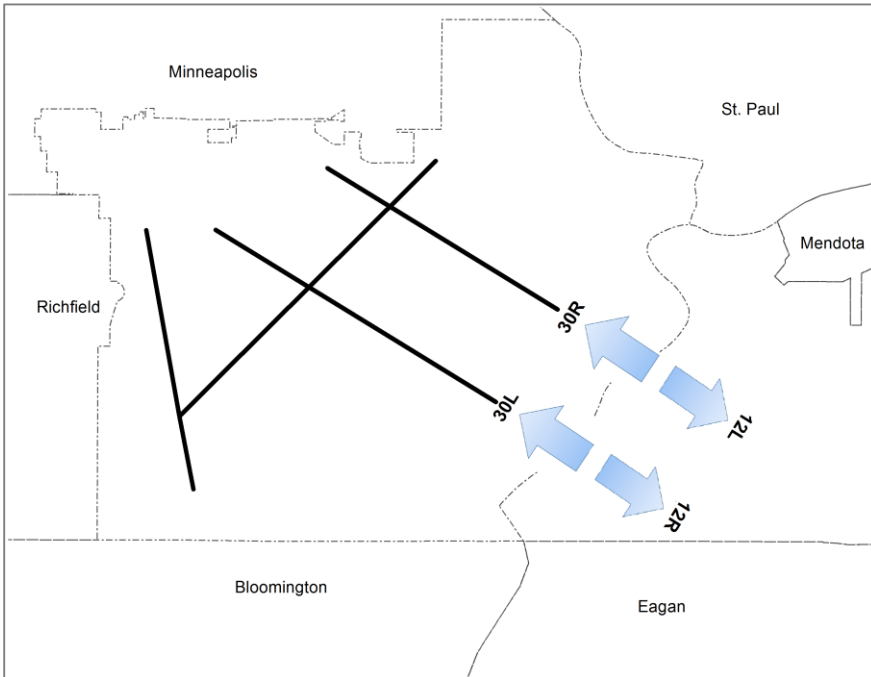 Minneapolis
St. Paul
Mendota
Richfield
30R
30L
12L
12R
Bloomington
Eagan